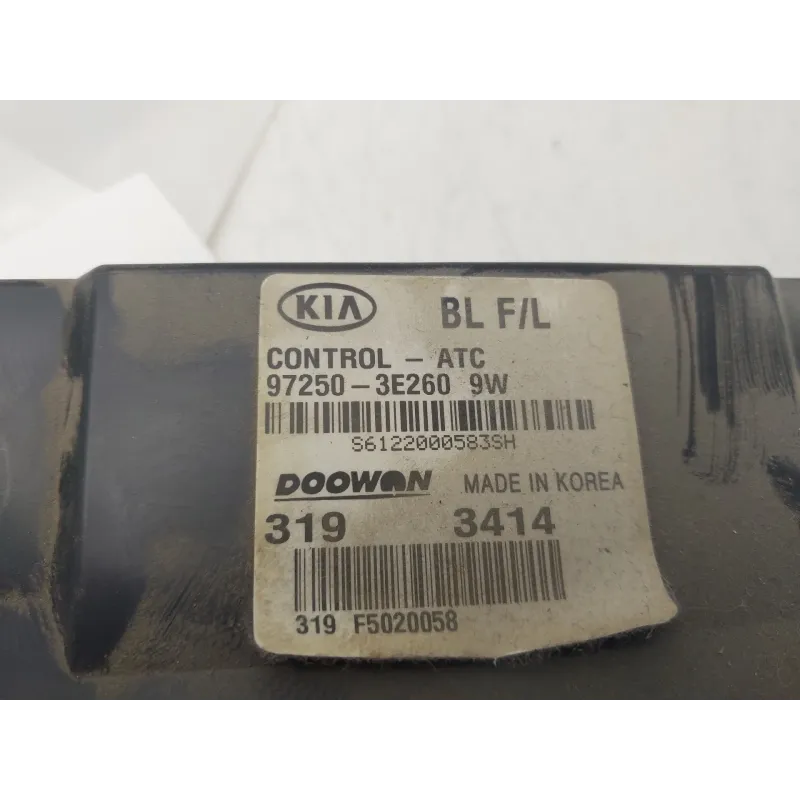 KIA BL F/L
CONTROL - ATC
97250-3E260 9W
S6122000583SH
DOOWON MADE IN KOREA
319 3414
319 F5020058